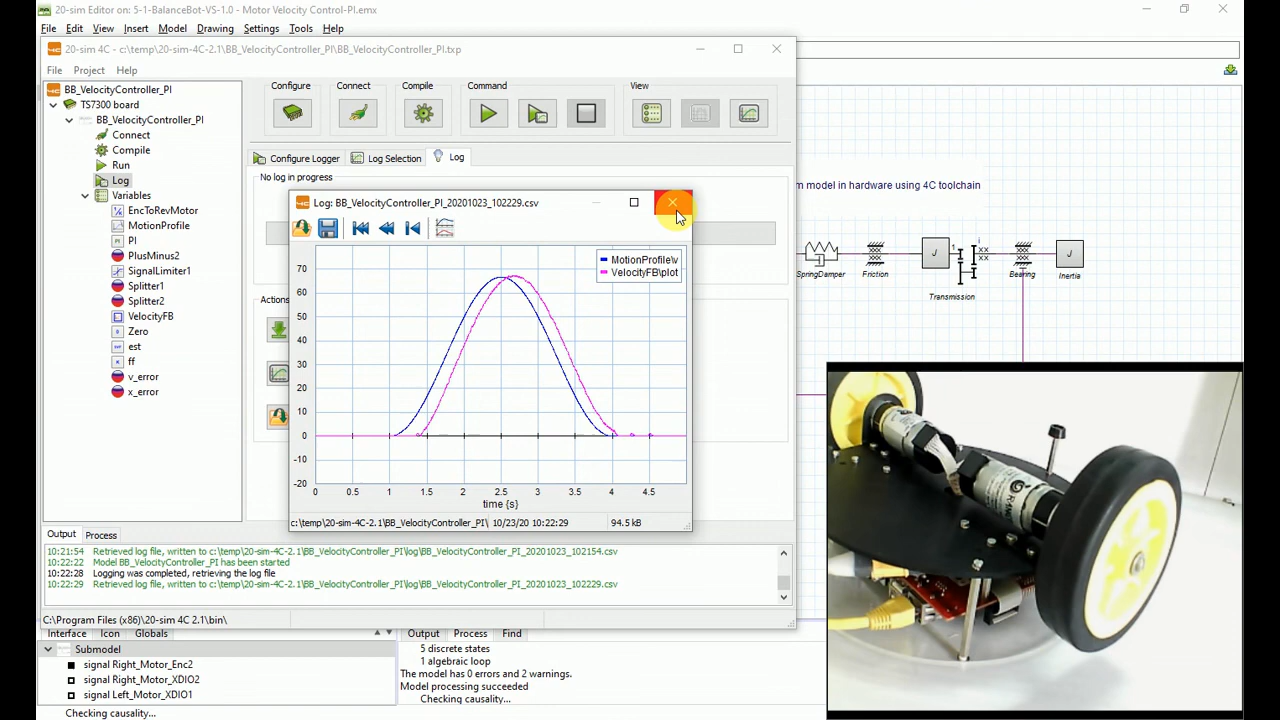 20-sim Editor on: 5-1-BalanceBot-VS-1.0 - Motor Velocity Control-PI.emx
File Edit View Insert Model Drawing Settings Tools Help
20-sim 4C - c:\temp\20-sim-4C-2.1\BB_VelocityController_PI\BB_VelocityController_PI.txp
File Project Help
BB_VelocityController_PI
TS7300 board
BB_VelocityController_PI
Connect
Compile
Run
Log
Variables
EncToRevMotor
MotionProfile
PI
PlusMinus2
SignalLimiter1
Splitter1
Splitter2
VelocityFB
Zero
est
ff
v_error
x_error
Configure Connect Compile Command View
Configure Logger Log Selection Log
No log in progress
Actions
Log: BB_VelocityController_PI_20201023_102229.csv
MotionProfile\v
VelocityFB\plot
70
60
50
40
30
20
10
0
-10
-20
0 0.5 1 1.5 2 2.5 3 3.5 4 4.5
time {s}
c:\temp\20-sim-4C-2.1\BB_VelocityController_PI\ 10/23/20 10:22:29 94.5 kB
Output Process
10:21:54 Retrieved log file, written to c:\temp\20-sim-4C-2.1\BB_VelocityController_PI\log\BB_VelocityController_PI_20201023_102154.csv
10:22:22 Model BB_VelocityController_PI has been started
10:22:28 Logging was completed, retrieving the log file
10:22:29 Retrieved log file, written to c:\temp\20-sim-4C-2.1\BB_VelocityController_PI\log\BB_VelocityController_PI_20201023_102229.csv
C:\Program Files (x86)\20-sim 4C 2.1\bin\
m model in hardware using 4C toolchain
J
1
J
SpringDamper Friction Bearing Inertia
Transmission
Interface Icon Globals
Submodel
signal Right_Motor_Enc2
signal Right_Motor_XDIO2
signal Left_Motor_XDIO1
Output Process Find
5 discrete states
1 algebraic loop
The model has 0 errors and 2 warnings.
Model processing succeeded
Checking causality...
Checking causality...